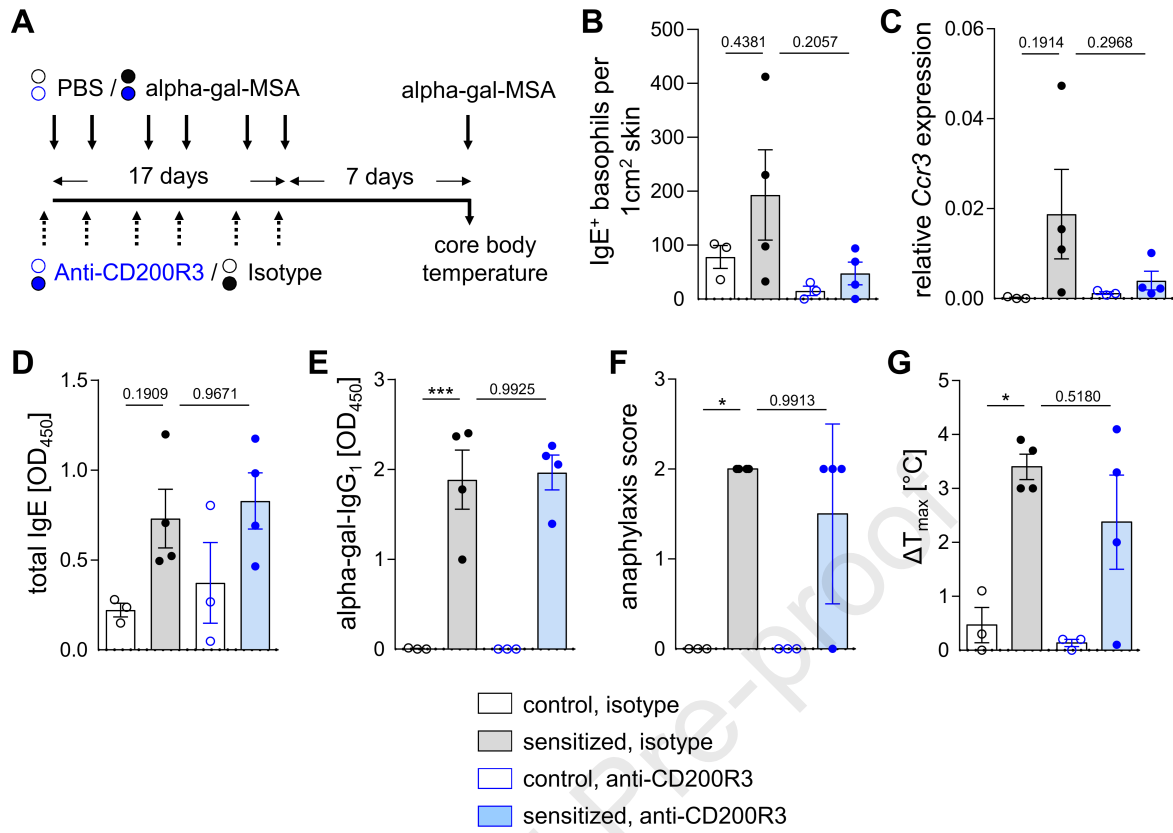 A
PBS / alpha-gal-MSA
alpha-gal-MSA
17 days
7 days
Anti-CD200R3 / Isotype
core body
temperature
B
IgE+ basophils per
1cm2 skin
500
400
300
200
100
0
0.4381
0.2057
C
relative Ccr3 expression
0.06
0.04
0.02
0.00
0.1914
0.2968
D
total IgE [OD450]
1.5
1.0
0.5
0.0
0.1909
0.9671
E
alpha-gal-IgG1 [OD450]
3
2
1
0
***
0.9925
F
anaphylaxis score
3
2
1
0
*
0.9913
G
ΔTmax [°C]
5
4
3
2
1
0
*
0.5180
control, isotype
sensitized, isotype
control, anti-CD200R3
sensitized, anti-CD200R3
Pre-proof